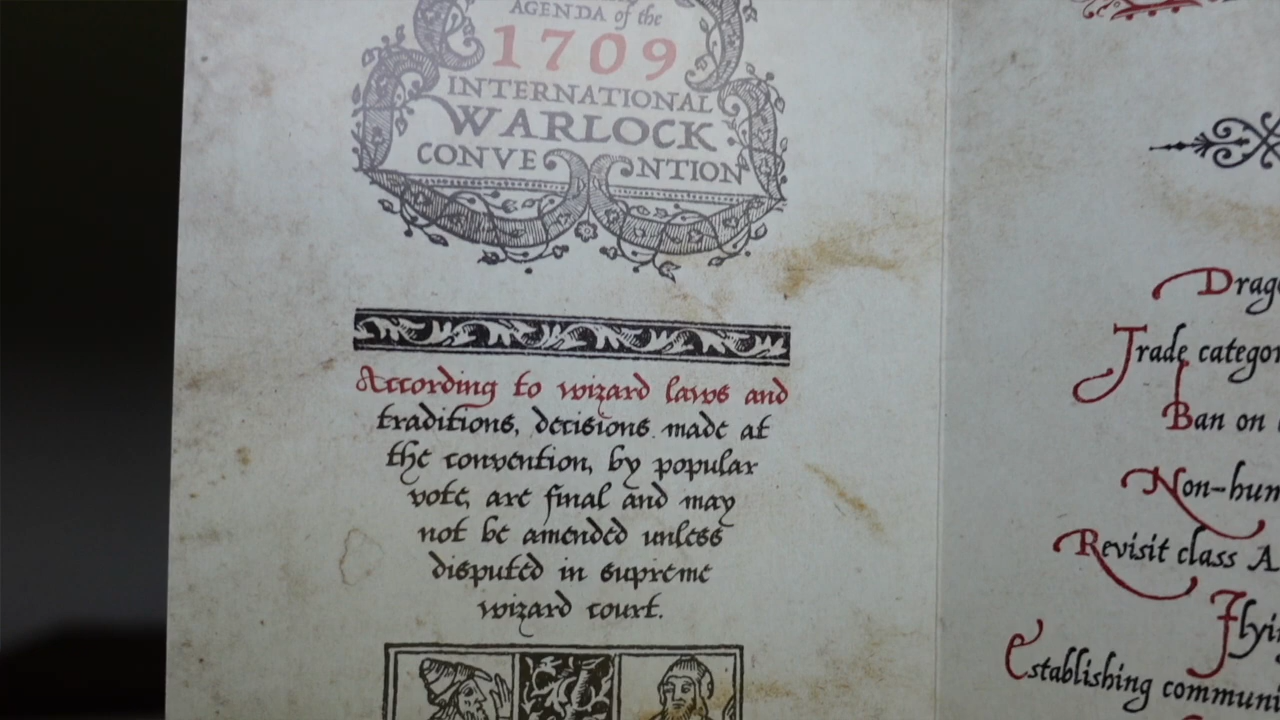 AGENDA of the
1709
INTERNATIONAL
WARLOCK
CONVENTION
According to wizard laws and
traditions, decisions made at
the convention, by popular
vote, are final and may
not be amended unless
disputed in supreme
wizard court.
Trade
Ban on
Revisit class A
Establishing